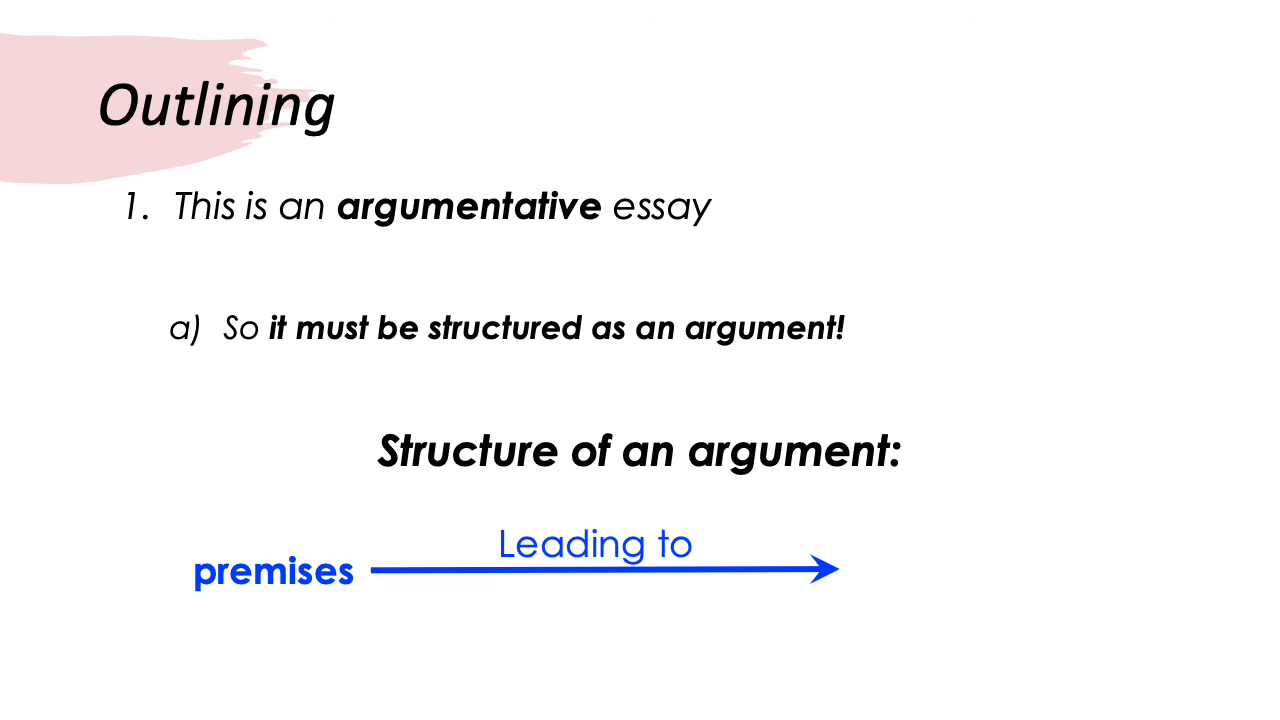 Outlining
1. This is an argumentative essay
a) So it must be structured as an argument!
Structure of an argument:
Leading to
premises